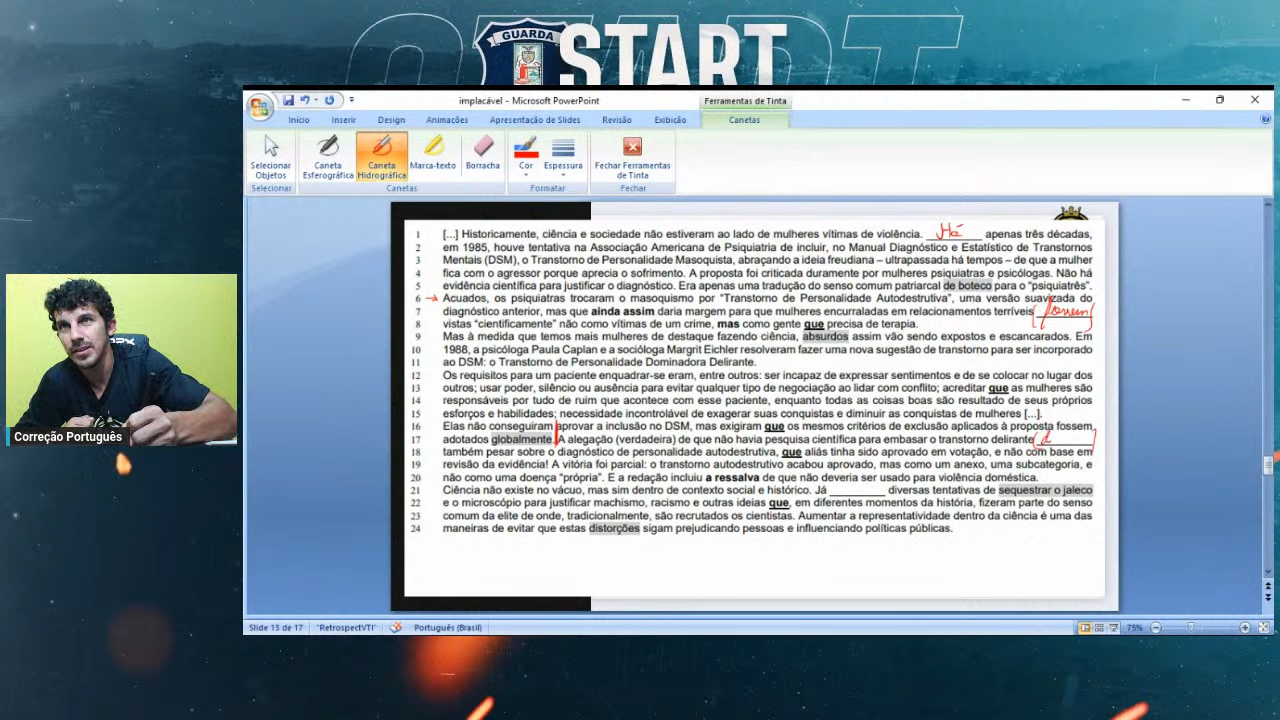 GUARDA
START
implacável - Microsoft PowerPoint
Ferramentas de Tinta
Início Inserir Design Animações Apresentação de Slides Revisão Exibição Canetas
Selecionar Objetos
Caneta Esferográfica
Caneta Hidrográfica
Marca-texto
Borracha
Cor
Espessura
Fechar Ferramentas de Tinta
Selecionar Canetas Formatar Fechar
1 [...] Historicamente, ciência e sociedade não estiveram ao lado de mulheres vítimas de violência. Há apenas três décadas,
2 em 1985, houve tentativa na Associação Americana de Psiquiatria de incluir, no Manual Diagnóstico e Estatístico de Transtornos
3 Mentais (DSM), o Transtorno de Personalidade Masoquista, abraçando a ideia freudiana – ultrapassada há tempos – de que a mulher
4 fica com o agressor porque aprecia o sofrimento. A proposta foi criticada duramente por mulheres psiquiatras e psicólogas. Não há
5 evidência científica para justificar o diagnóstico. Era apenas uma tradução do senso comum patriarcal de boteco para o “psiquiatrês”.
6 Acuados, os psiquiatras trocaram o masoquismo por “Transtorno de Personalidade Autodestrutiva”, uma versão suavizada do
7 diagnóstico anterior, mas que ainda assim daria margem para que mulheres encurraladas em relacionamentos terríveis (fossem)
8 vistas “cientificamente” não como vítimas de um crime, mas como gente que precisa de terapia.
9 Mas à medida que temos mais mulheres de destaque fazendo ciência, absurdos assim vão sendo expostos e escancarados. Em
10 1988, a psicóloga Paula Caplan e a socióloga Margrit Eichler resolveram fazer uma nova sugestão de transtorno para ser incorporado
11 ao DSM: o Transtorno de Personalidade Dominadora Delirante.
12 Os requisitos para um paciente enquadrar-se eram, entre outros: ser incapaz de expressar sentimentos e de se colocar no lugar dos
13 outros; usar poder, silêncio ou ausência para evitar qualquer tipo de negociação ao lidar com conflito; acreditar que as mulheres são
14 responsáveis por tudo de ruim que acontece com esse paciente, enquanto todas as coisas boas são resultado de seus próprios
15 esforços e habilidades; necessidade incontrolável de exagerar suas conquistas e diminuir as conquistas de mulheres [...].
16 Elas não conseguiram aprovar a inclusão no DSM, mas exigiram que os mesmos critérios de exclusão aplicados à proposta fossem
17 adotados globalmente. A alegação (verdadeira) de que não havia pesquisa científica para embasar o transtorno delirante (d )
18 também pesar sobre o diagnóstico de personalidade autodestrutiva, que aliás tinha sido aprovado em votação, e não com base em
19 revisão da evidência! A vitória foi parcial: o transtorno autodestrutivo acabou aprovado, mas como um anexo, uma subcategoria, e
20 não como uma doença “própria”. E a redação incluiu a ressalva de que não deveria ser usado para violência doméstica.
21 Ciência não existe no vácuo, mas sim dentro de contexto social e histórico. Já _________ diversas tentativas de sequestrar o jaleco
22 e o microscópio para justificar machismo, racismo e outras ideias que, em diferentes momentos da história, fizeram parte do senso
23 comum da elite de onde, tradicionalmente, são recrutados os cientistas. Aumentar a representatividade dentro da ciência é uma das
24 maneiras de evitar que estas distorções sigam prejudicando pessoas e influenciando políticas públicas.
Correção Português
Slide 13 de 17 "RetrospectVTI" Português (Brasil) 75%